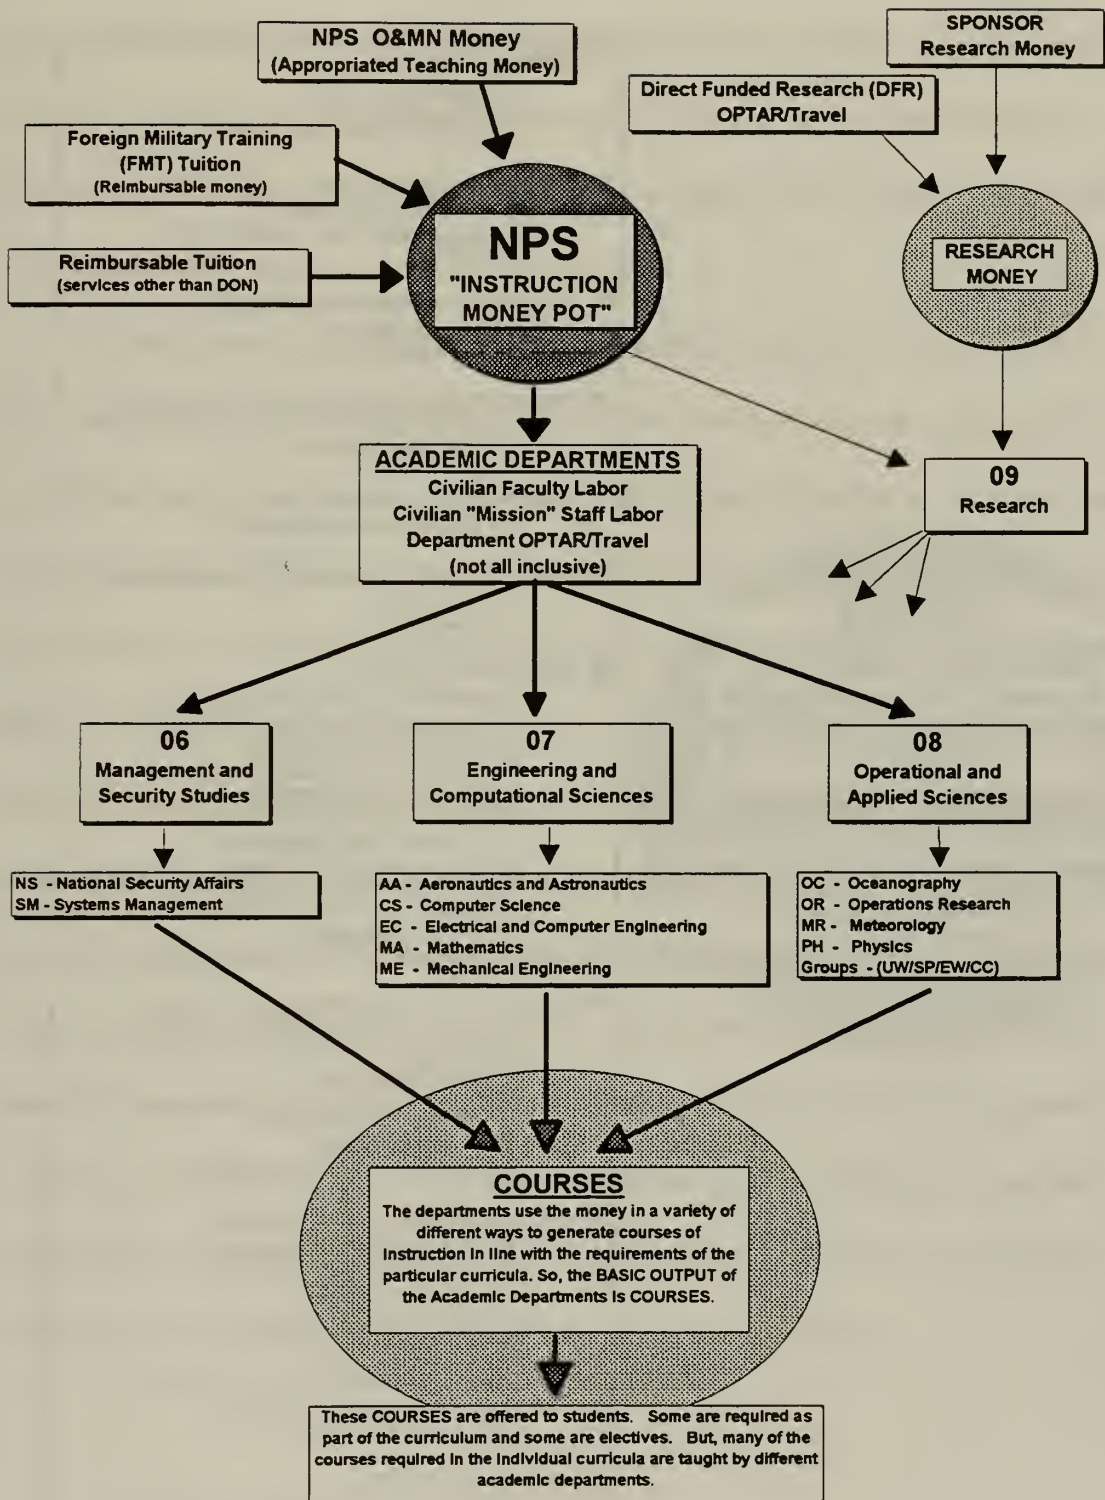 NPS O&MN Money
(Appropriated Teaching Money)
SPONSOR
Research Money
Direct Funded Research (DFR)
OPTAR/Travel
Foreign Military Training
(FMT) Tuition
(Reimbursable money)
Reimbursable Tuition
(services other than DON)
NPS
"INSTRUCTION
MONEY POT"
RESEARCH
MONEY
ACADEMIC DEPARTMENTS
Civilian Faculty Labor
Civilian "Mission" Staff Labor
Department OPTAR/Travel
(not all inclusive)
09
Research
06
Management and
Security Studies
07
Engineering and
Computational Sciences
08
Operational and
Applied Sciences
NS - National Security Affairs
SM - Systems Management
AA - Aeronautics and Astronautics
CS - Computer Science
EC - Electrical and Computer Engineering
MA - Mathematics
ME - Mechanical Engineering
OC - Oceanography
OR - Operations Research
MR - Meteorology
PH - Physics
Groups - (UW/SP/EW/CC)
COURSES
The departments use the money in a variety of
different ways to generate courses of
instruction in line with the requirements of the
particular curricula. So, the BASIC OUTPUT of
the Academic Departments is COURSES.
These COURSES are offered to students. Some are required as
part of the curriculum and some are electives. But, many of the
courses required in the individual curricula are taught by different
academic departments.